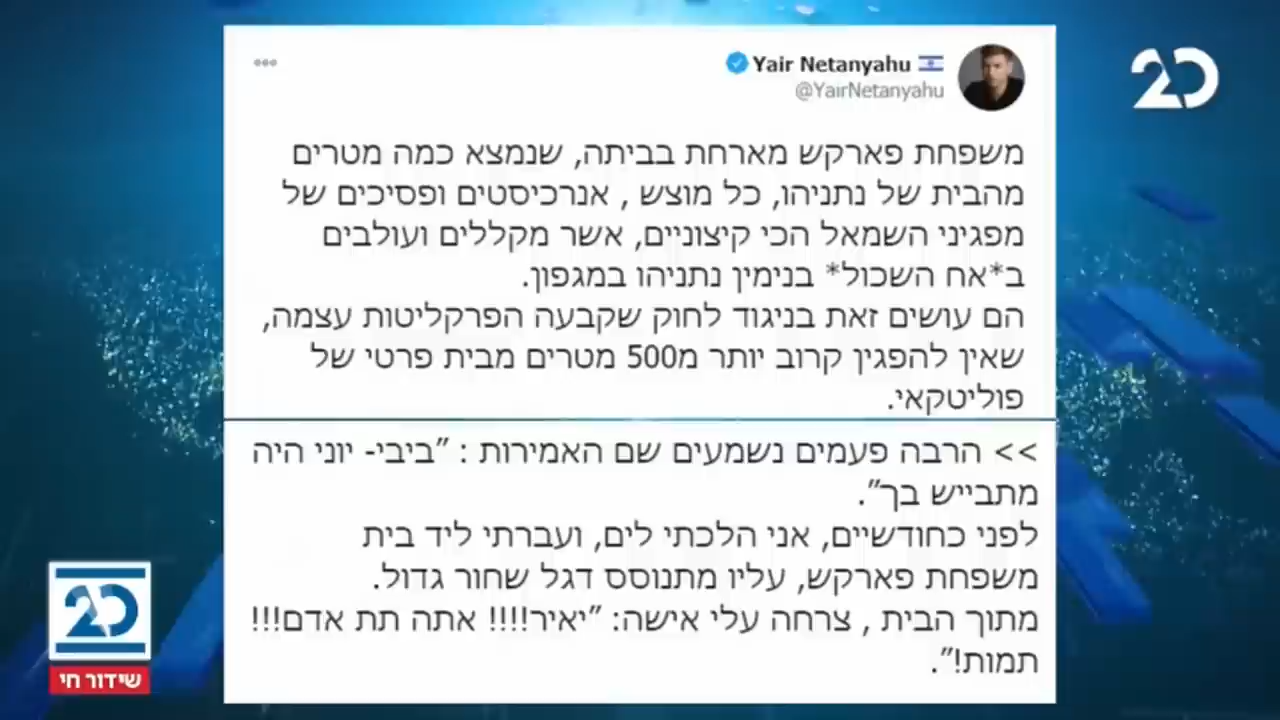 Yair Netanyahu
@YairNetanyahu
20
משפחת פארקש מארחת בביתה, שנמצא כמה מטרים
מהבית של נתניהו, כל מוצש , אנרכיסטים ופסיכים של
מפגיני השמאל הכי קיצוניים, אשר מקללים ועולבים
ב*אח השכול* בנימין נתניהו במגפון.
הם עושים זאת בניגוד לחוק שקבעה הפרקליטות עצמה,
שאין להפגין קרוב יותר מ500 מטרים מבית פרטי של
פוליטקאי.
>> הרבה פעמים נשמעים שם האמירות : "ביבי- יוני היה
מתבייש בך".
לפני כחודשיים, אני הלכתי לים, ועברתי ליד בית
משפחת פארקש, עליו מתנוסס דגל שחור גדול.
מתוך הבית , צרחה עלי אישה: "יאיר!!!! אתה תת אדם!!!
תמות!".
20
שידור חי